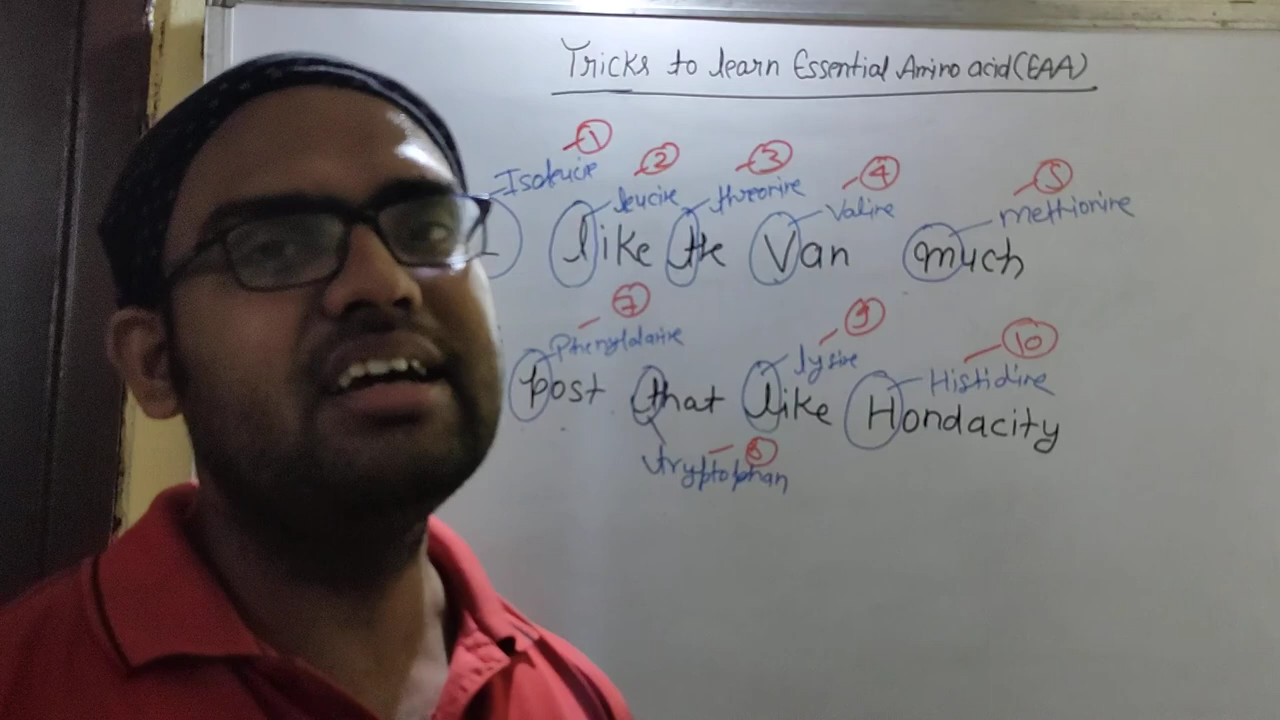 Tricks to learn Essential Amino acid (EAA)
1 2 3 4 5
Isoleucine leucine threonine Valine methionine
I like the Van much
7 9 10
Phenylalanine lysine Histidine
post that like Hondacity
8
tryptophan